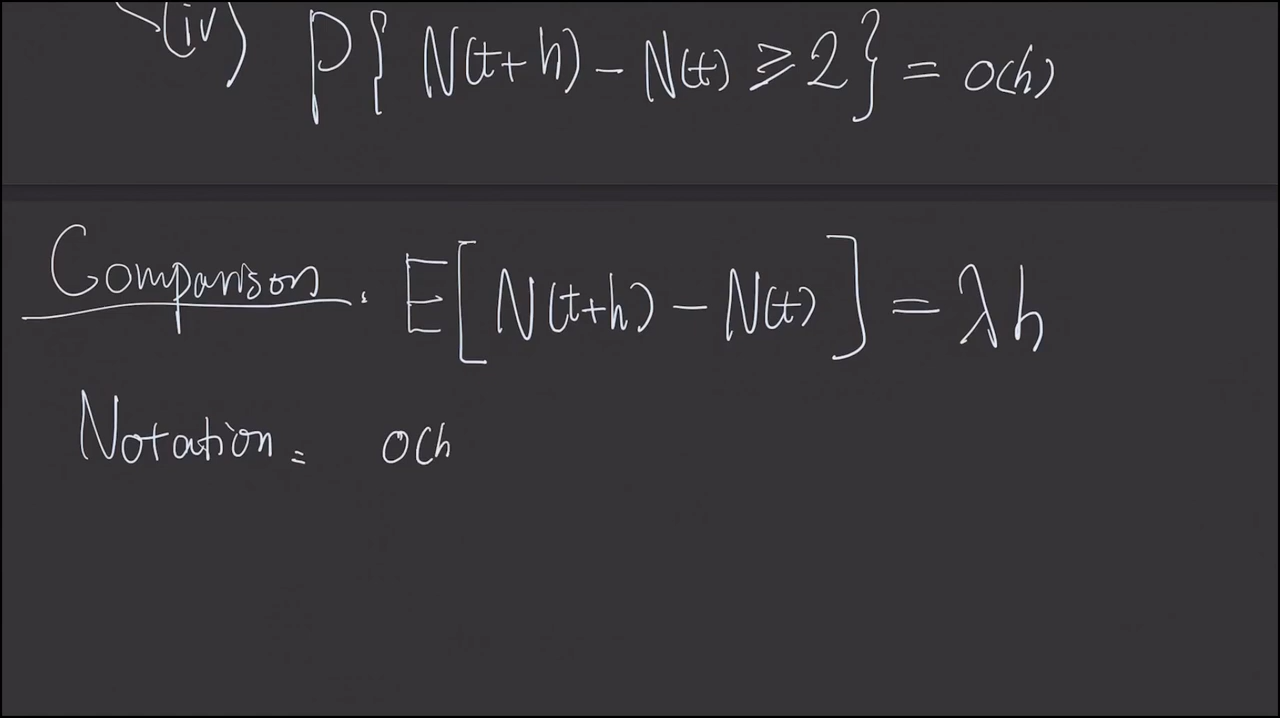 (iv) P{ N(t+h) - N(t) ⩾ 2 } = o(h)
Comparison. E[ N(t+h) - N(t) ] = λh
Notation = o(h